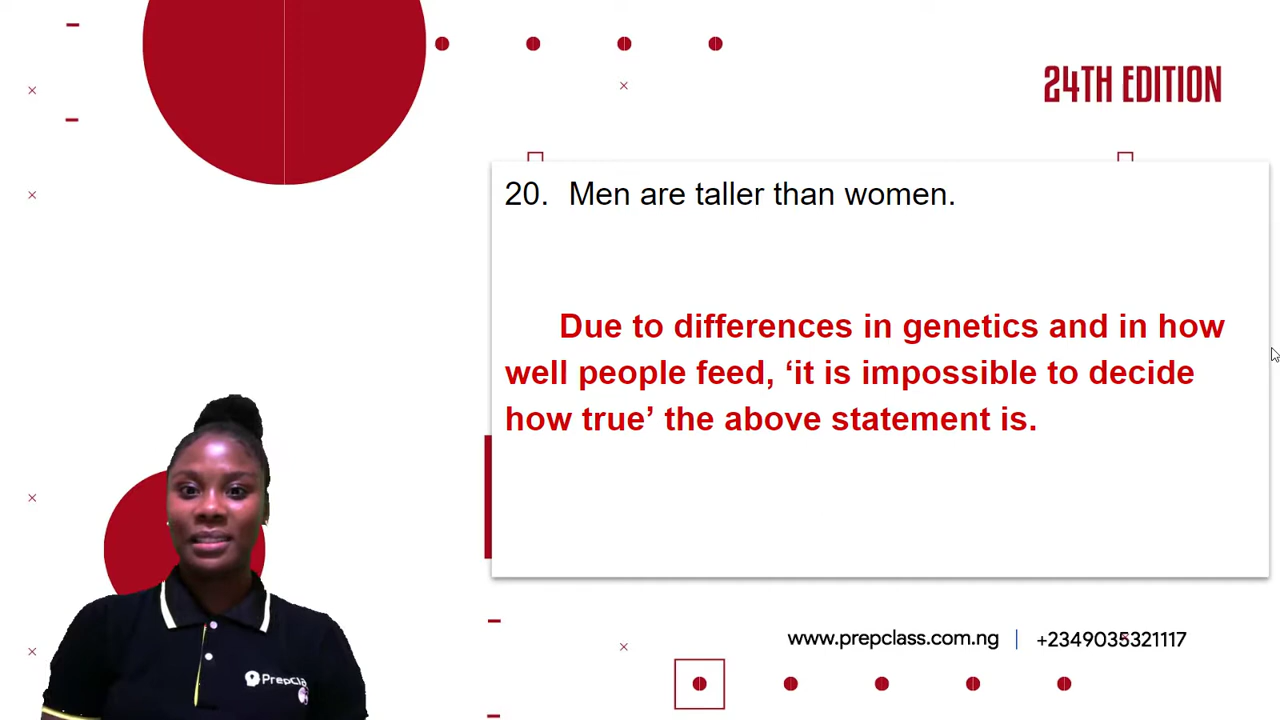 24TH EDITION
20. Men are taller than women.
Due to differences in genetics and in how
well people feed, ‘it is impossible to decide
how true’ the above statement is.
www.prepclass.com.ng | +2349035321117